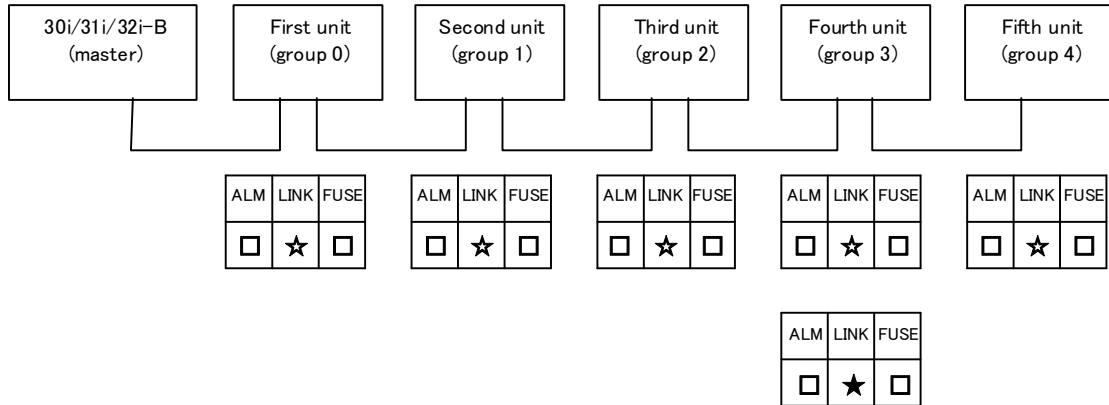 30i/31i/32i-B
(master)
First unit
(group 0)
Second unit
(group 1)
Third unit
(group 2)
Fourth unit
(group 3)
Fifth unit
(group 4)
ALM LINK FUSE
□ ☆ □
ALM LINK FUSE
□ ☆ □
ALM LINK FUSE
□ ☆ □
ALM LINK FUSE
□ ☆ □
ALM LINK FUSE
□ ☆ □
ALM LINK FUSE
□ ★ □